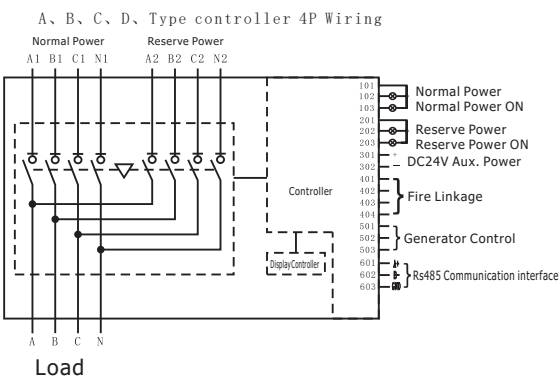 A、B、C、D、Type controller 4P Wiring
Normal Power
Reserve Power
A1 B1 C1 N1
A2 B2 C2 N2
101
102
103
201
202
203
301
302
401
402
403
404
501
502
503
601
602
603
Normal Power
Normal Power ON
Reserve Power
Reserve Power ON
+
—
DC24V Aux. Power
Fire Linkage
Generator Control
A+
B-
GND
Rs485 Communication interface
Controller
DisplayController
A B C N
Load